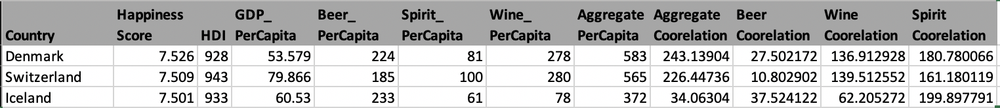 Country Happiness Score HDI GDP_ PerCapita Beer_ PerCapita Spirit_ PerCapita Wine_ PerCapita Aggregate PerCapita Aggregate Coorelation Beer Coorelation Wine Coorelation Spirit Coorelation
Denmark 7.526 928 53.579 224 81 278 583 243.13904 27.502172 136.912928 180.780066
Switzerland 7.509 943 79.866 185 100 280 565 226.44736 10.802902 139.512552 161.180119
Iceland 7.501 933 60.53 233 61 78 372 34.06304 37.524122 62.205272 199.897791